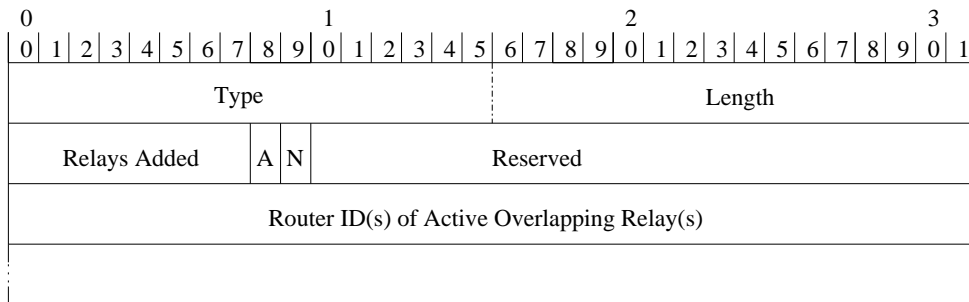 0 1 2 3
0 1 2 3 4 5 6 7 8 9 0 1 2 3 4 5 6 7 8 9 0 1 2 3 4 5 6 7 8 9 0 1
Type Length
Relays Added A N Reserved
Router ID(s) of Active Overlapping Relay(s)